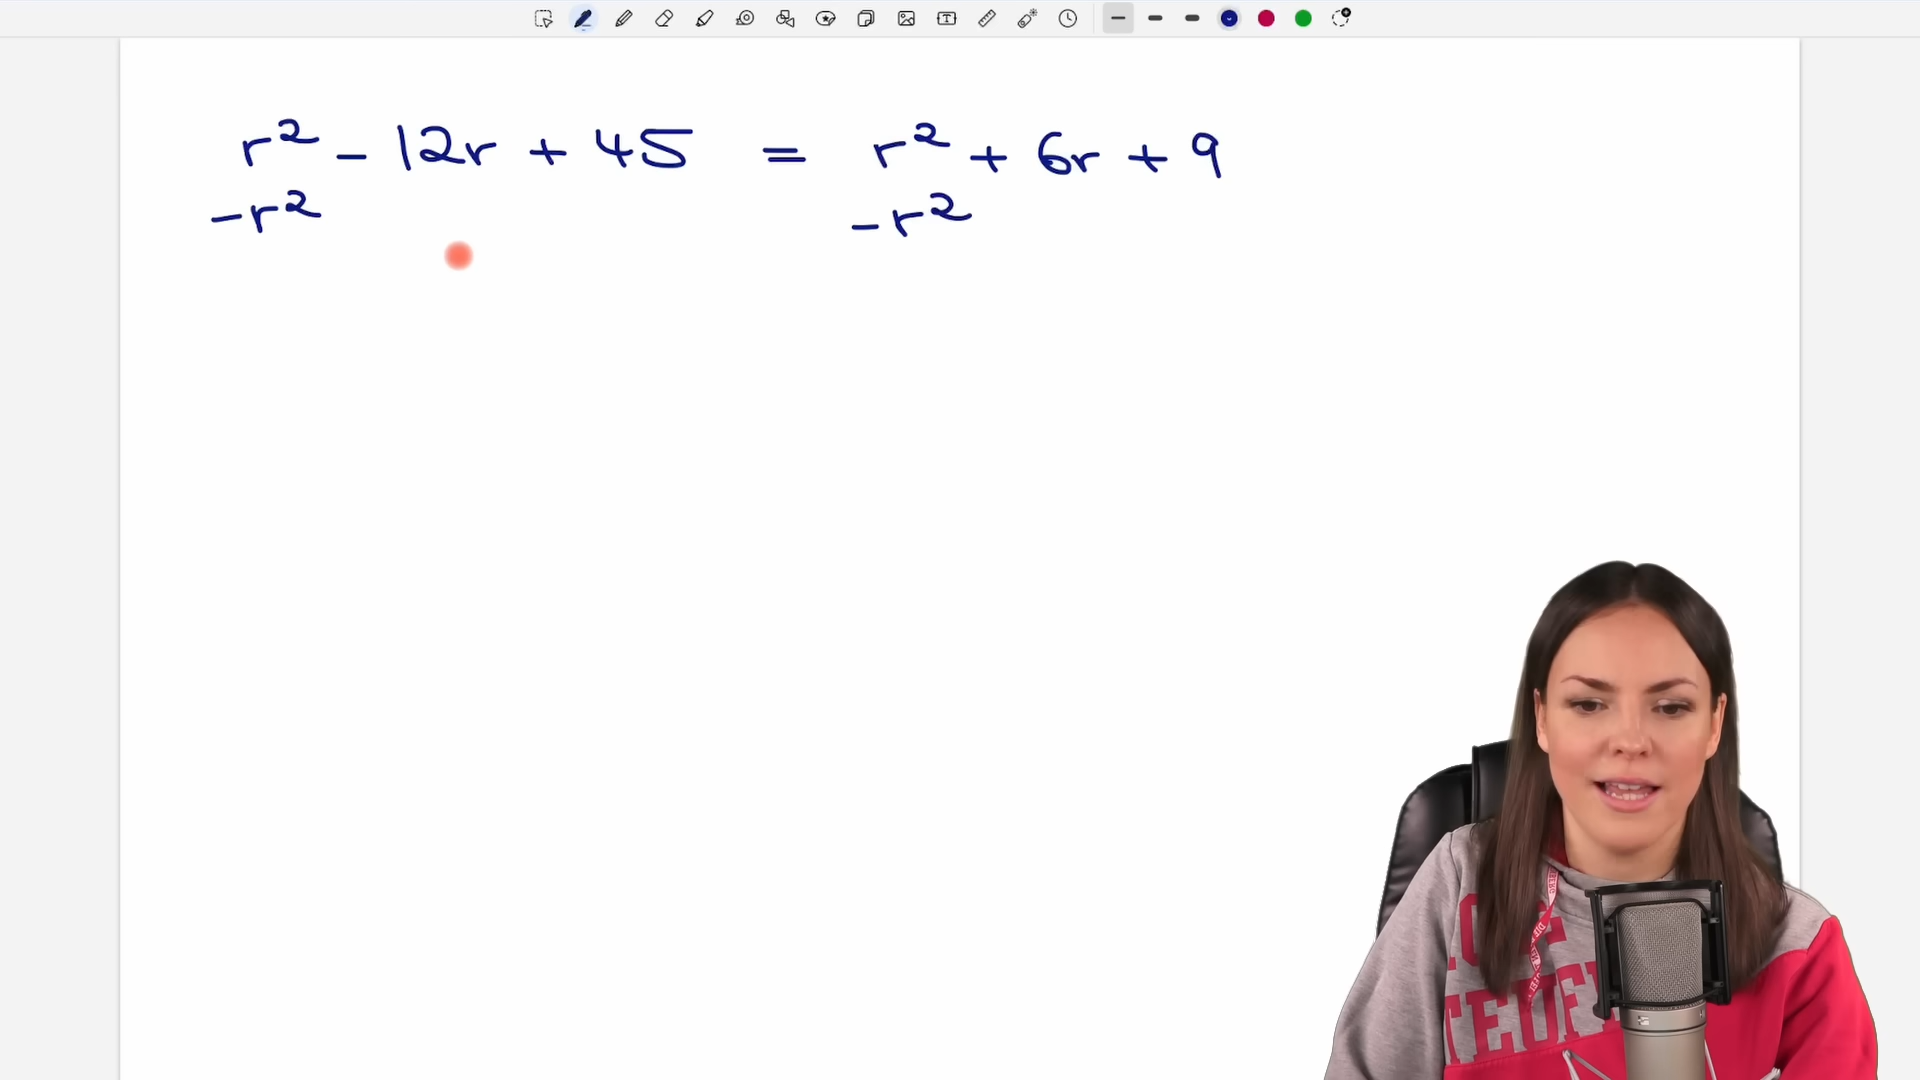 r² - 12r + 45 = r² + 6r + 9
-r² -r²